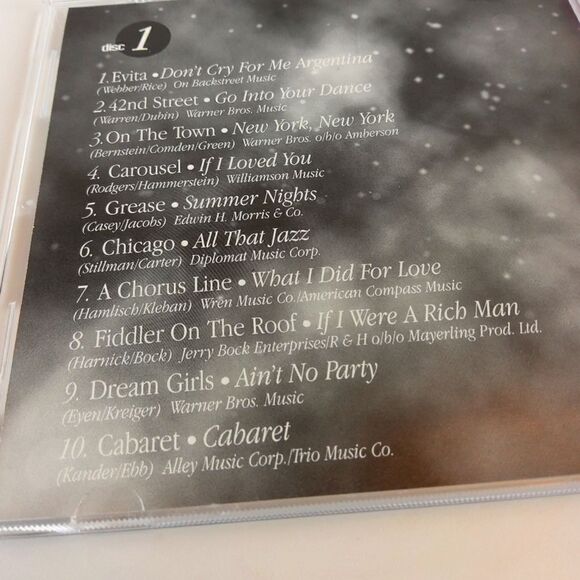 disc 1
1. Evita • Don't Cry For Me Argentina
(Webber/Rice) On Backstreet Music
2. 42nd Street • Go Into Your Dance
(Warren/Dubin) Warner Bros. Music
3. On The Town • New York, New York
(Bernstein/Comden/Green) Warner Bros. o/b/o Amberson
4. Carousel • If I Loved You
(Rodgers/Hammerstein) Williamson Music
5. Grease • Summer Nights
(Casey/Jacobs) Edwin H. Morris & Co.
6. Chicago • All That Jazz
(Stillman/Carter) Diplomat Music Corp.
7. A Chorus Line • What I Did For Love
(Hamlisch/Kleban) Wren Music Co./American Compass Music
8. Fiddler On The Roof • If I Were A Rich Man
(Harnick/Bock) Jerry Bock Enterprises/R & H o/b/o Mayerling Prod. Ltd.
9. Dream Girls • Ain't No Party
(Eyen/Kreiger) Warner Bros. Music
10. Cabaret • Cabaret
(Kander/Ebb) Alley Music Corp./Trio Music Co.